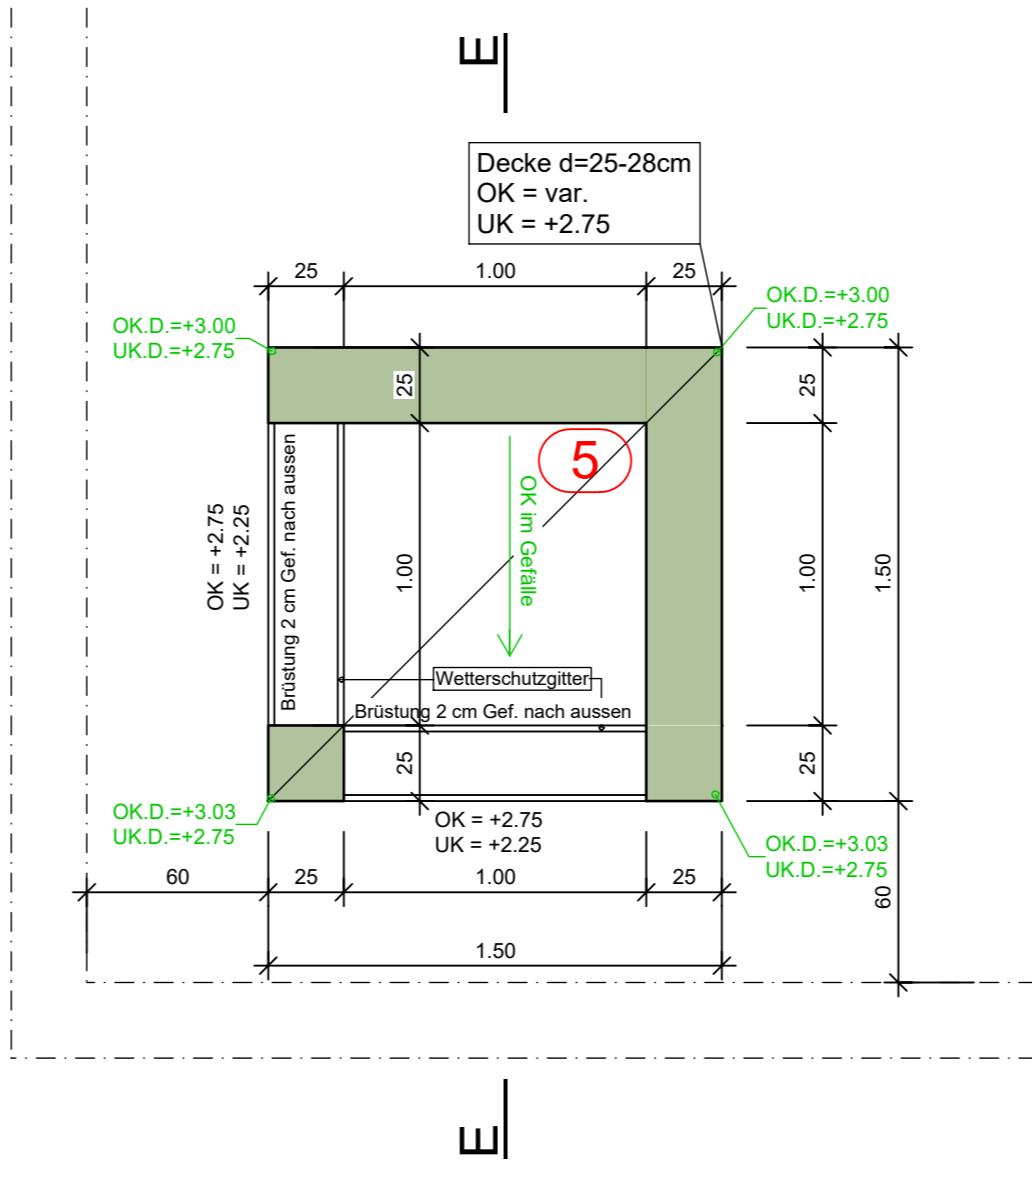 E
Decke d=25-28cm
OK = var.
UK = +2.75
25
1.00
25
OK.D.=+3.00
UK.D.=+2.75
OK.D.=+3.00
UK.D.=+2.75
25
25
5
OK = +2.75
UK = +2.25
Brüstung 2 cm Gef. nach aussen
1.00
OK im Gefälle
1.00
1.50
Wetterschutzgitter
Brüstung 2 cm Gef. nach aussen
25
25
OK.D.=+3.03
UK.D.=+2.75
OK = +2.75
UK = +2.25
OK.D.=+3.03
UK.D.=+2.75
60
25
1.00
25
60
1.50
E